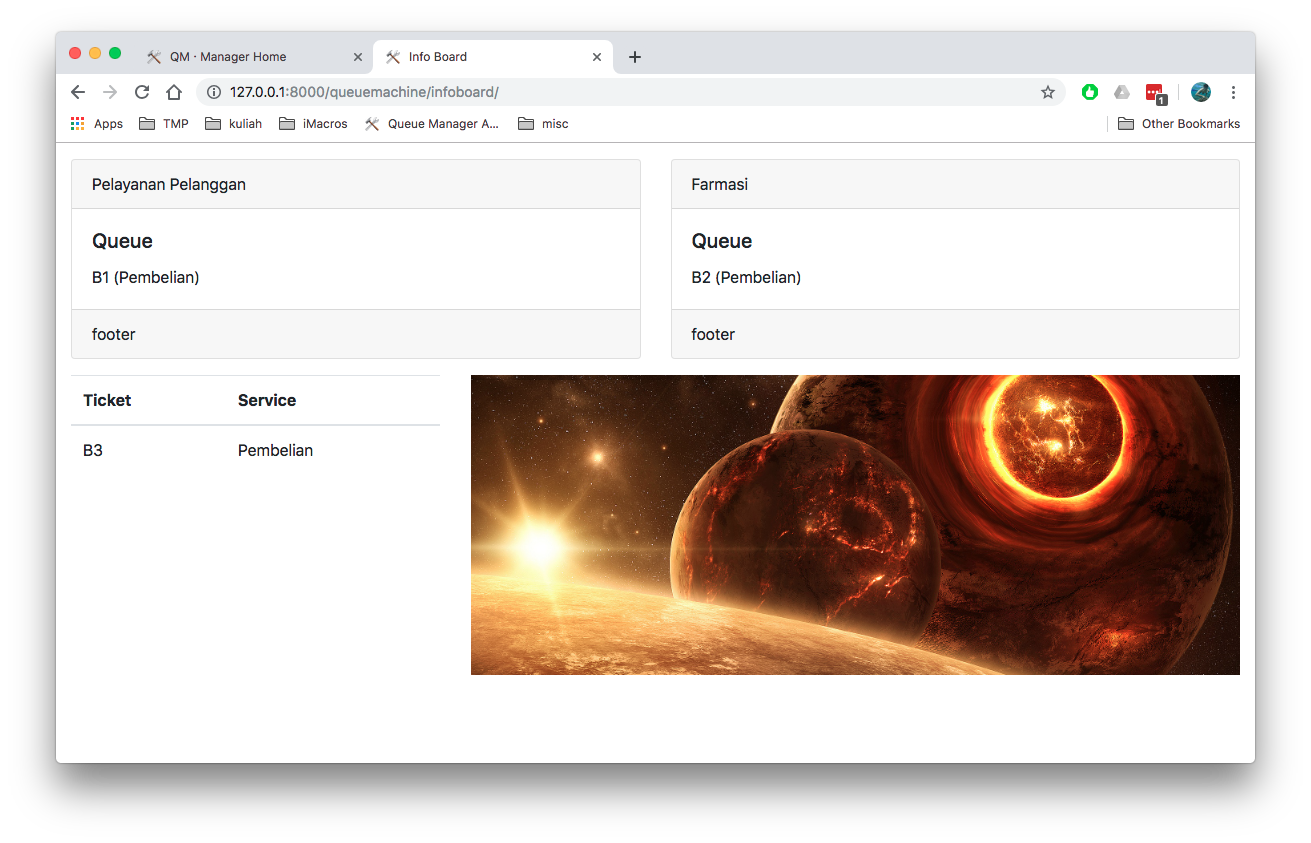 QM · Manager Home
Info Board
127.0.0.1:8000/queuemachine/infoboard/
1
Apps
TMP
kuliah
iMacros
Queue Manager A...
misc
Other Bookmarks
Pelayanan Pelanggan
Queue
B1 (Pembelian)
footer
Farmasi
Queue
B2 (Pembelian)
footer
Ticket Service
B3 Pembelian